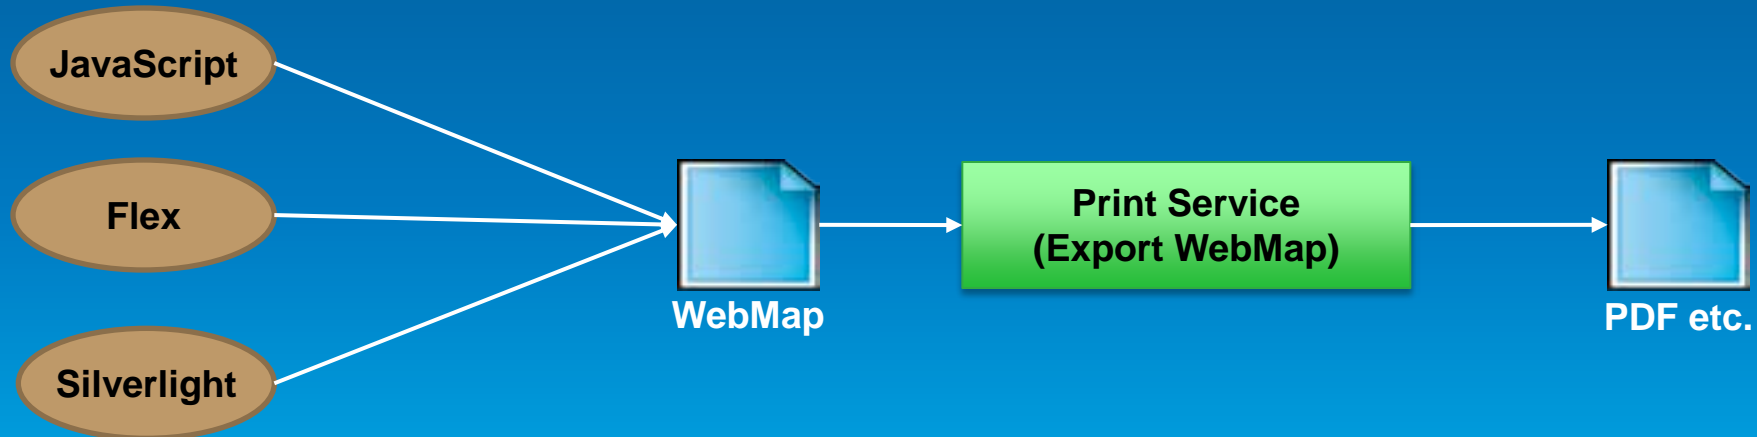 JavaScript
Flex
Silverlight
WebMap
Print Service
(Export WebMap)
PDF etc.